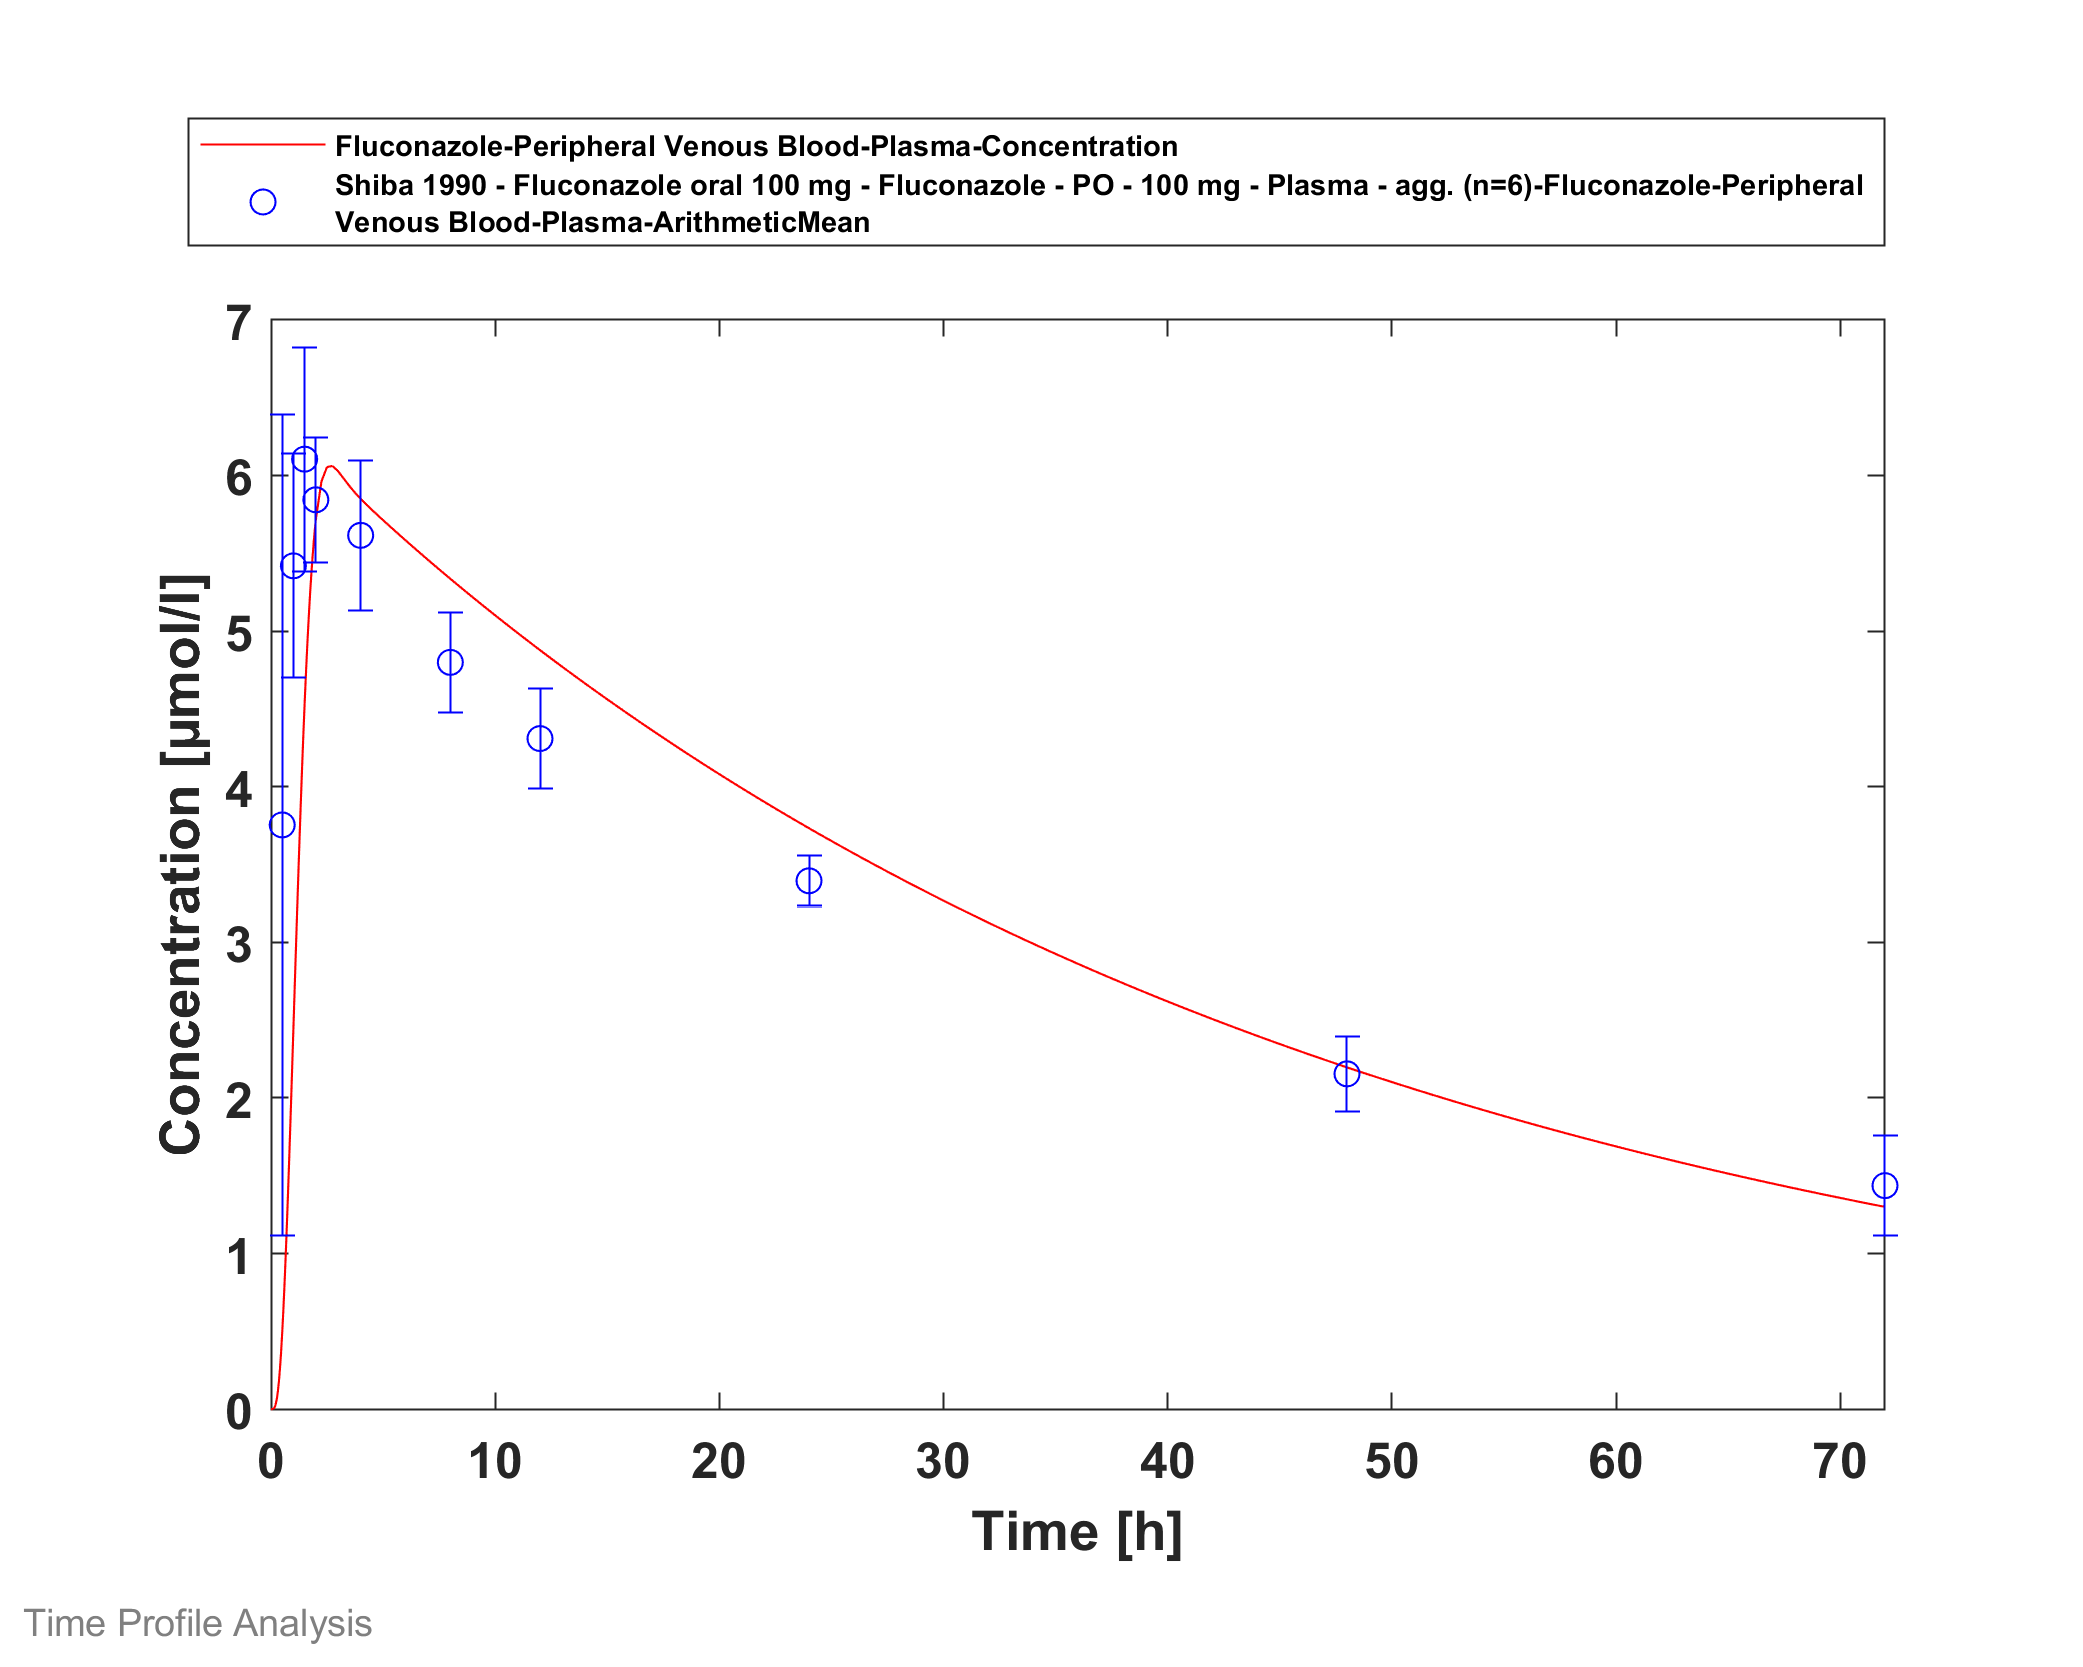 Fluconazole-Peripheral Venous Blood-Plasma-Concentration
Shiba 1990 - Fluconazole oral 100 mg - Fluconazole - PO - 100 mg - Plasma - agg. (n=6)-Fluconazole-Peripheral
Venous Blood-Plasma-ArithmeticMean
7
6
5
4
3
2
1
0
Concentration [µmol/l]
0 10 20 30 40 50 60 70
Time [h]
Time Profile Analysis